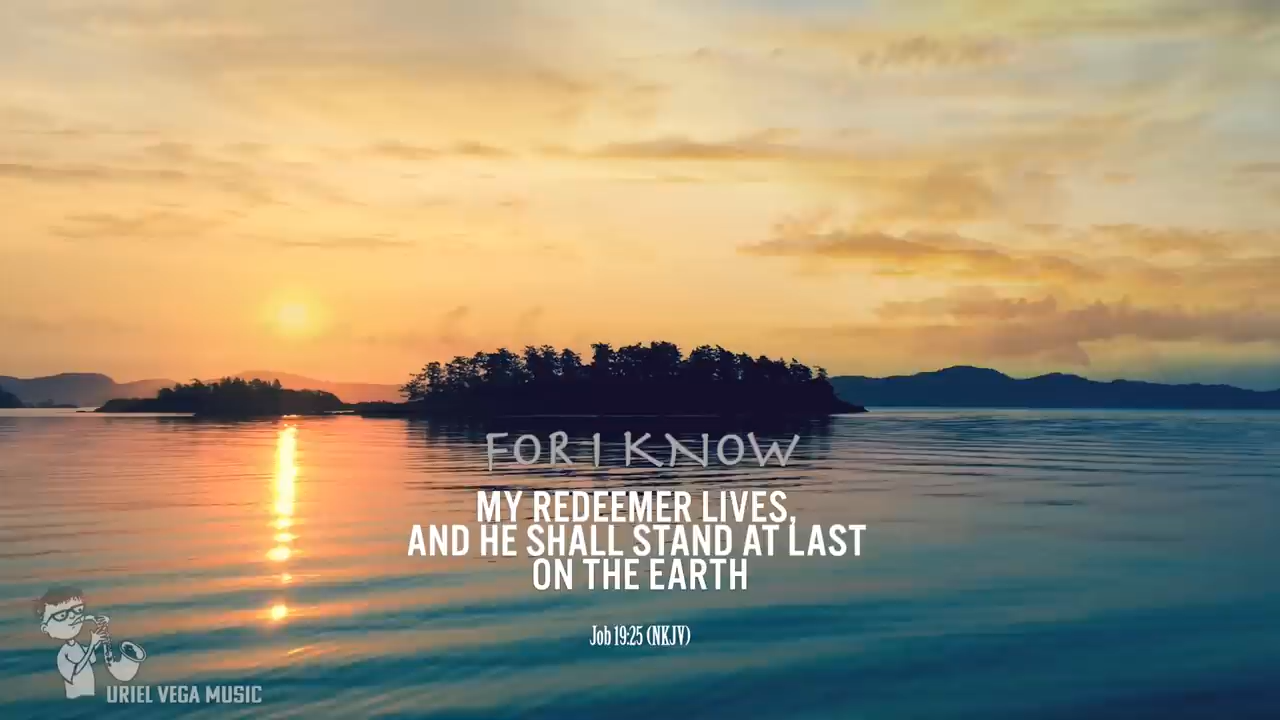 FOR I KNOW
MY REDEEMER LIVES,
AND HE SHALL STAND AT LAST
ON THE EARTH
Job 19:25 (NKJV)
URIEL VEGA MUSIC